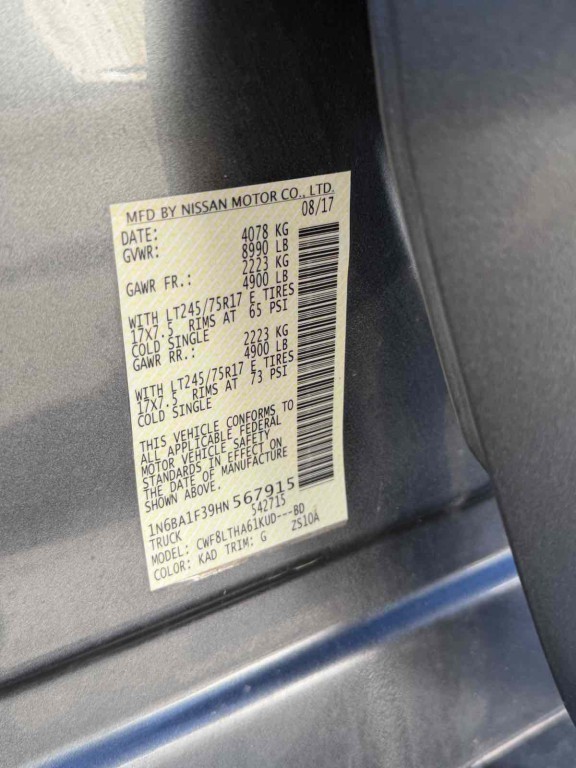 MFD BY NISSAN MOTOR CO., LTD.
DATE: 08/17
GVWR: 4078 KG
8990 LB
GAWR FR.: 2223 KG
4900 LB
WITH LT245/75R17 E TIRES
17X7.5 RIMS AT 65 PSI
COLD SINGLE
GAWR RR.: 2223 KG
4900 LB
WITH LT245/75R17 E TIRES
17X7.5 RIMS AT 73 PSI
COLD SINGLE
THIS VEHICLE CONFORMS TO
ALL APPLICABLE FEDERAL
MOTOR VEHICLE SAFETY
STANDARDS IN EFFECT ON
THE DATE OF MANUFACTURE
SHOWN ABOVE.
1N6BA1F39HN567915
TRUCK 542715
MODEL: CWF8LTHA61KUD---BD
COLOR: KAD TRIM: G ZS10A